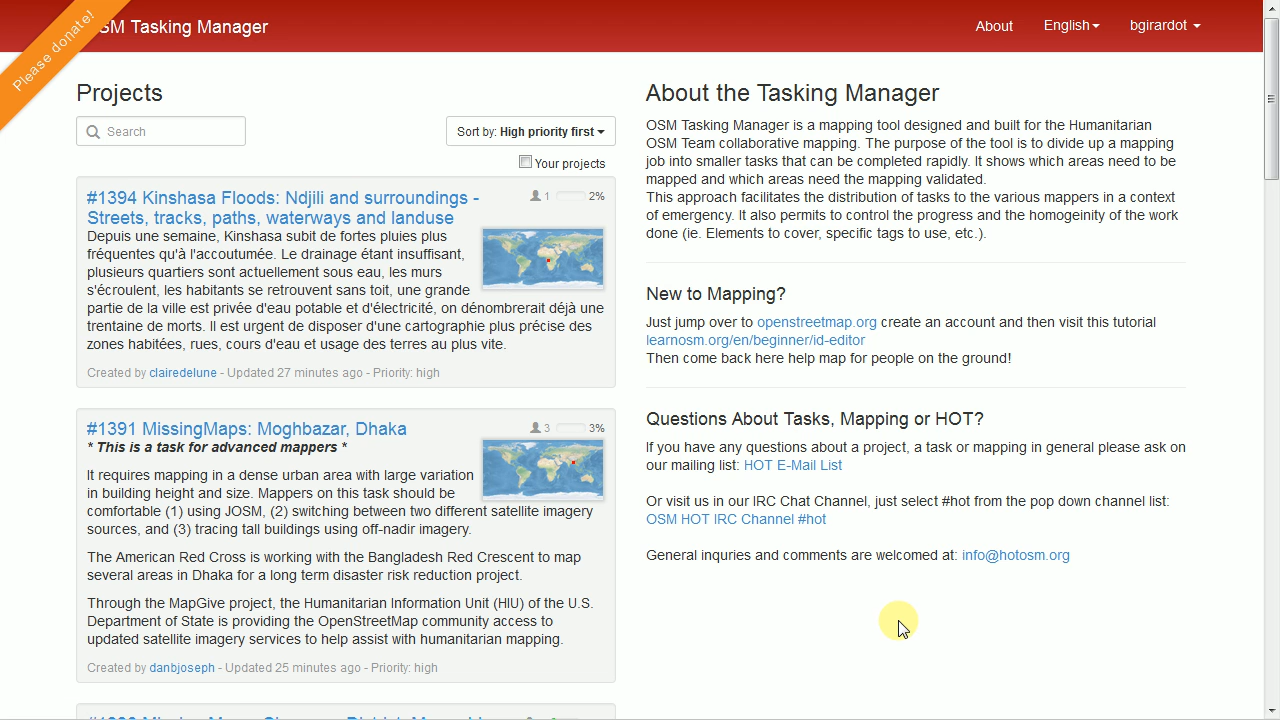 Please donate!
SM Tasking Manager
About
English
bgirardot
Projects
Search
Sort by: High priority first
Your projects
#1394 Kinshasa Floods: Ndjili and surroundings -
Streets, tracks, paths, waterways and landuse
1
2%
Depuis une semaine, Kinshasa subit de fortes pluies plus
fréquentes qu'à l'accoutumée. Le drainage étant insuffisant,
plusieurs quartiers sont actuellement sous eau, les murs
s'écroulent, les habitants se retrouvent sans toit, une grande
partie de la ville est privée d'eau potable et d'électricité, on dénombrerait déjà une
trentaine de morts. Il est urgent de disposer d'une cartographie plus précise des
zones habitées, rues, cours d'eau et usage des terres au plus vite.
Created by clairedelune - Updated 27 minutes ago - Priority: high
#1391 MissingMaps: Moghbazar, Dhaka
3
3%
* This is a task for advanced mappers *
It requires mapping in a dense urban area with large variation
in building height and size. Mappers on this task should be
comfortable (1) using JOSM, (2) switching between two different satellite imagery
sources, and (3) tracing tall buildings using off-nadir imagery.
The American Red Cross is working with the Bangladesh Red Crescent to map
several areas in Dhaka for a long term disaster risk reduction project.
Through the MapGive project, the Humanitarian Information Unit (HIU) of the U.S.
Department of State is providing the OpenStreetMap community access to
updated satellite imagery services to help assist with humanitarian mapping.
Created by danbjoseph - Updated 25 minutes ago - Priority: high
About the Tasking Manager
OSM Tasking Manager is a mapping tool designed and built for the Humanitarian
OSM Team collaborative mapping. The purpose of the tool is to divide up a mapping
job into smaller tasks that can be completed rapidly. It shows which areas need to be
mapped and which areas need the mapping validated.
This approach facilitates the distribution of tasks to the various mappers in a context
of emergency. It also permits to control the progress and the homogeinity of the work
done (ie. Elements to cover, specific tags to use, etc.).
New to Mapping?
Just jump over to openstreetmap.org create an account and then visit this tutorial
learnosm.org/en/beginner/id-editor
Then come back here help map for people on the ground!
Questions About Tasks, Mapping or HOT?
If you have any questions about a project, a task or mapping in general please ask on
our mailing list: HOT E-Mail List
Or visit us in our IRC Chat Channel, just select #hot from the pop down channel list:
OSM HOT IRC Channel #hot
General inquries and comments are welcomed at: info@hotosm.org